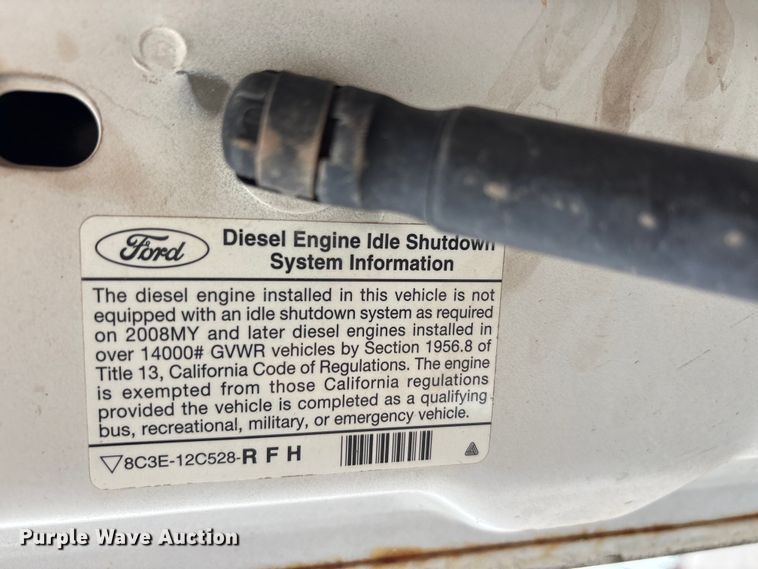 Ford
Diesel Engine Idle Shutdown
System Information
The diesel engine installed in this vehicle is not
equipped with an idle shutdown system as required
on 2008MY and later diesel engines installed in
over 14000# GVWR vehicles by Section 1956.8 of
Title 13, California Code of Regulations. The engine
is exempted from those California regulations
provided the vehicle is completed as a qualifying
bus, recreational, military, or emergency vehicle.
8C3E-12C528-R F H
Purple Wave Auction